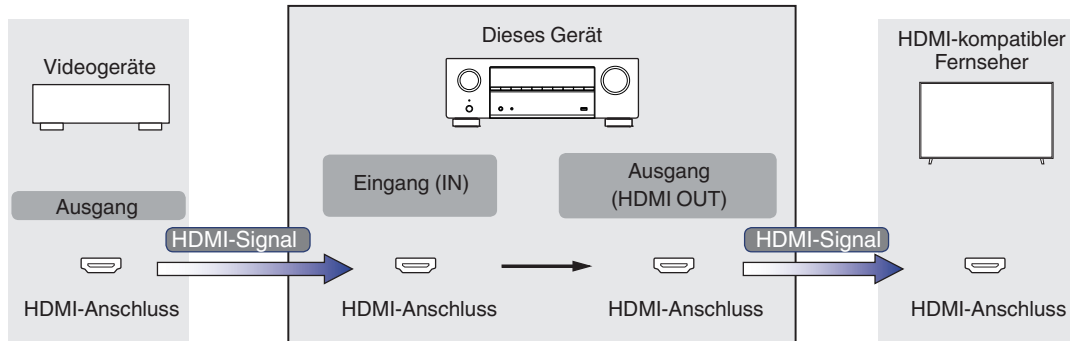 Dieses Gerät
HDMI-kompatibler
Fernseher
Videogeräte
Eingang (IN)
Ausgang
(HDMI OUT)
Ausgang
HDMI-Signal
HDMI-Signal
HDMI-Anschluss
HDMI-Anschluss
HDMI-Anschluss
HDMI-Anschluss